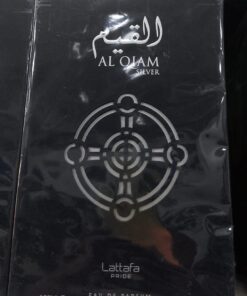 القيم
AL QIAM
SILVER
Lattafa
PRIDE
EAU DE PARFUM